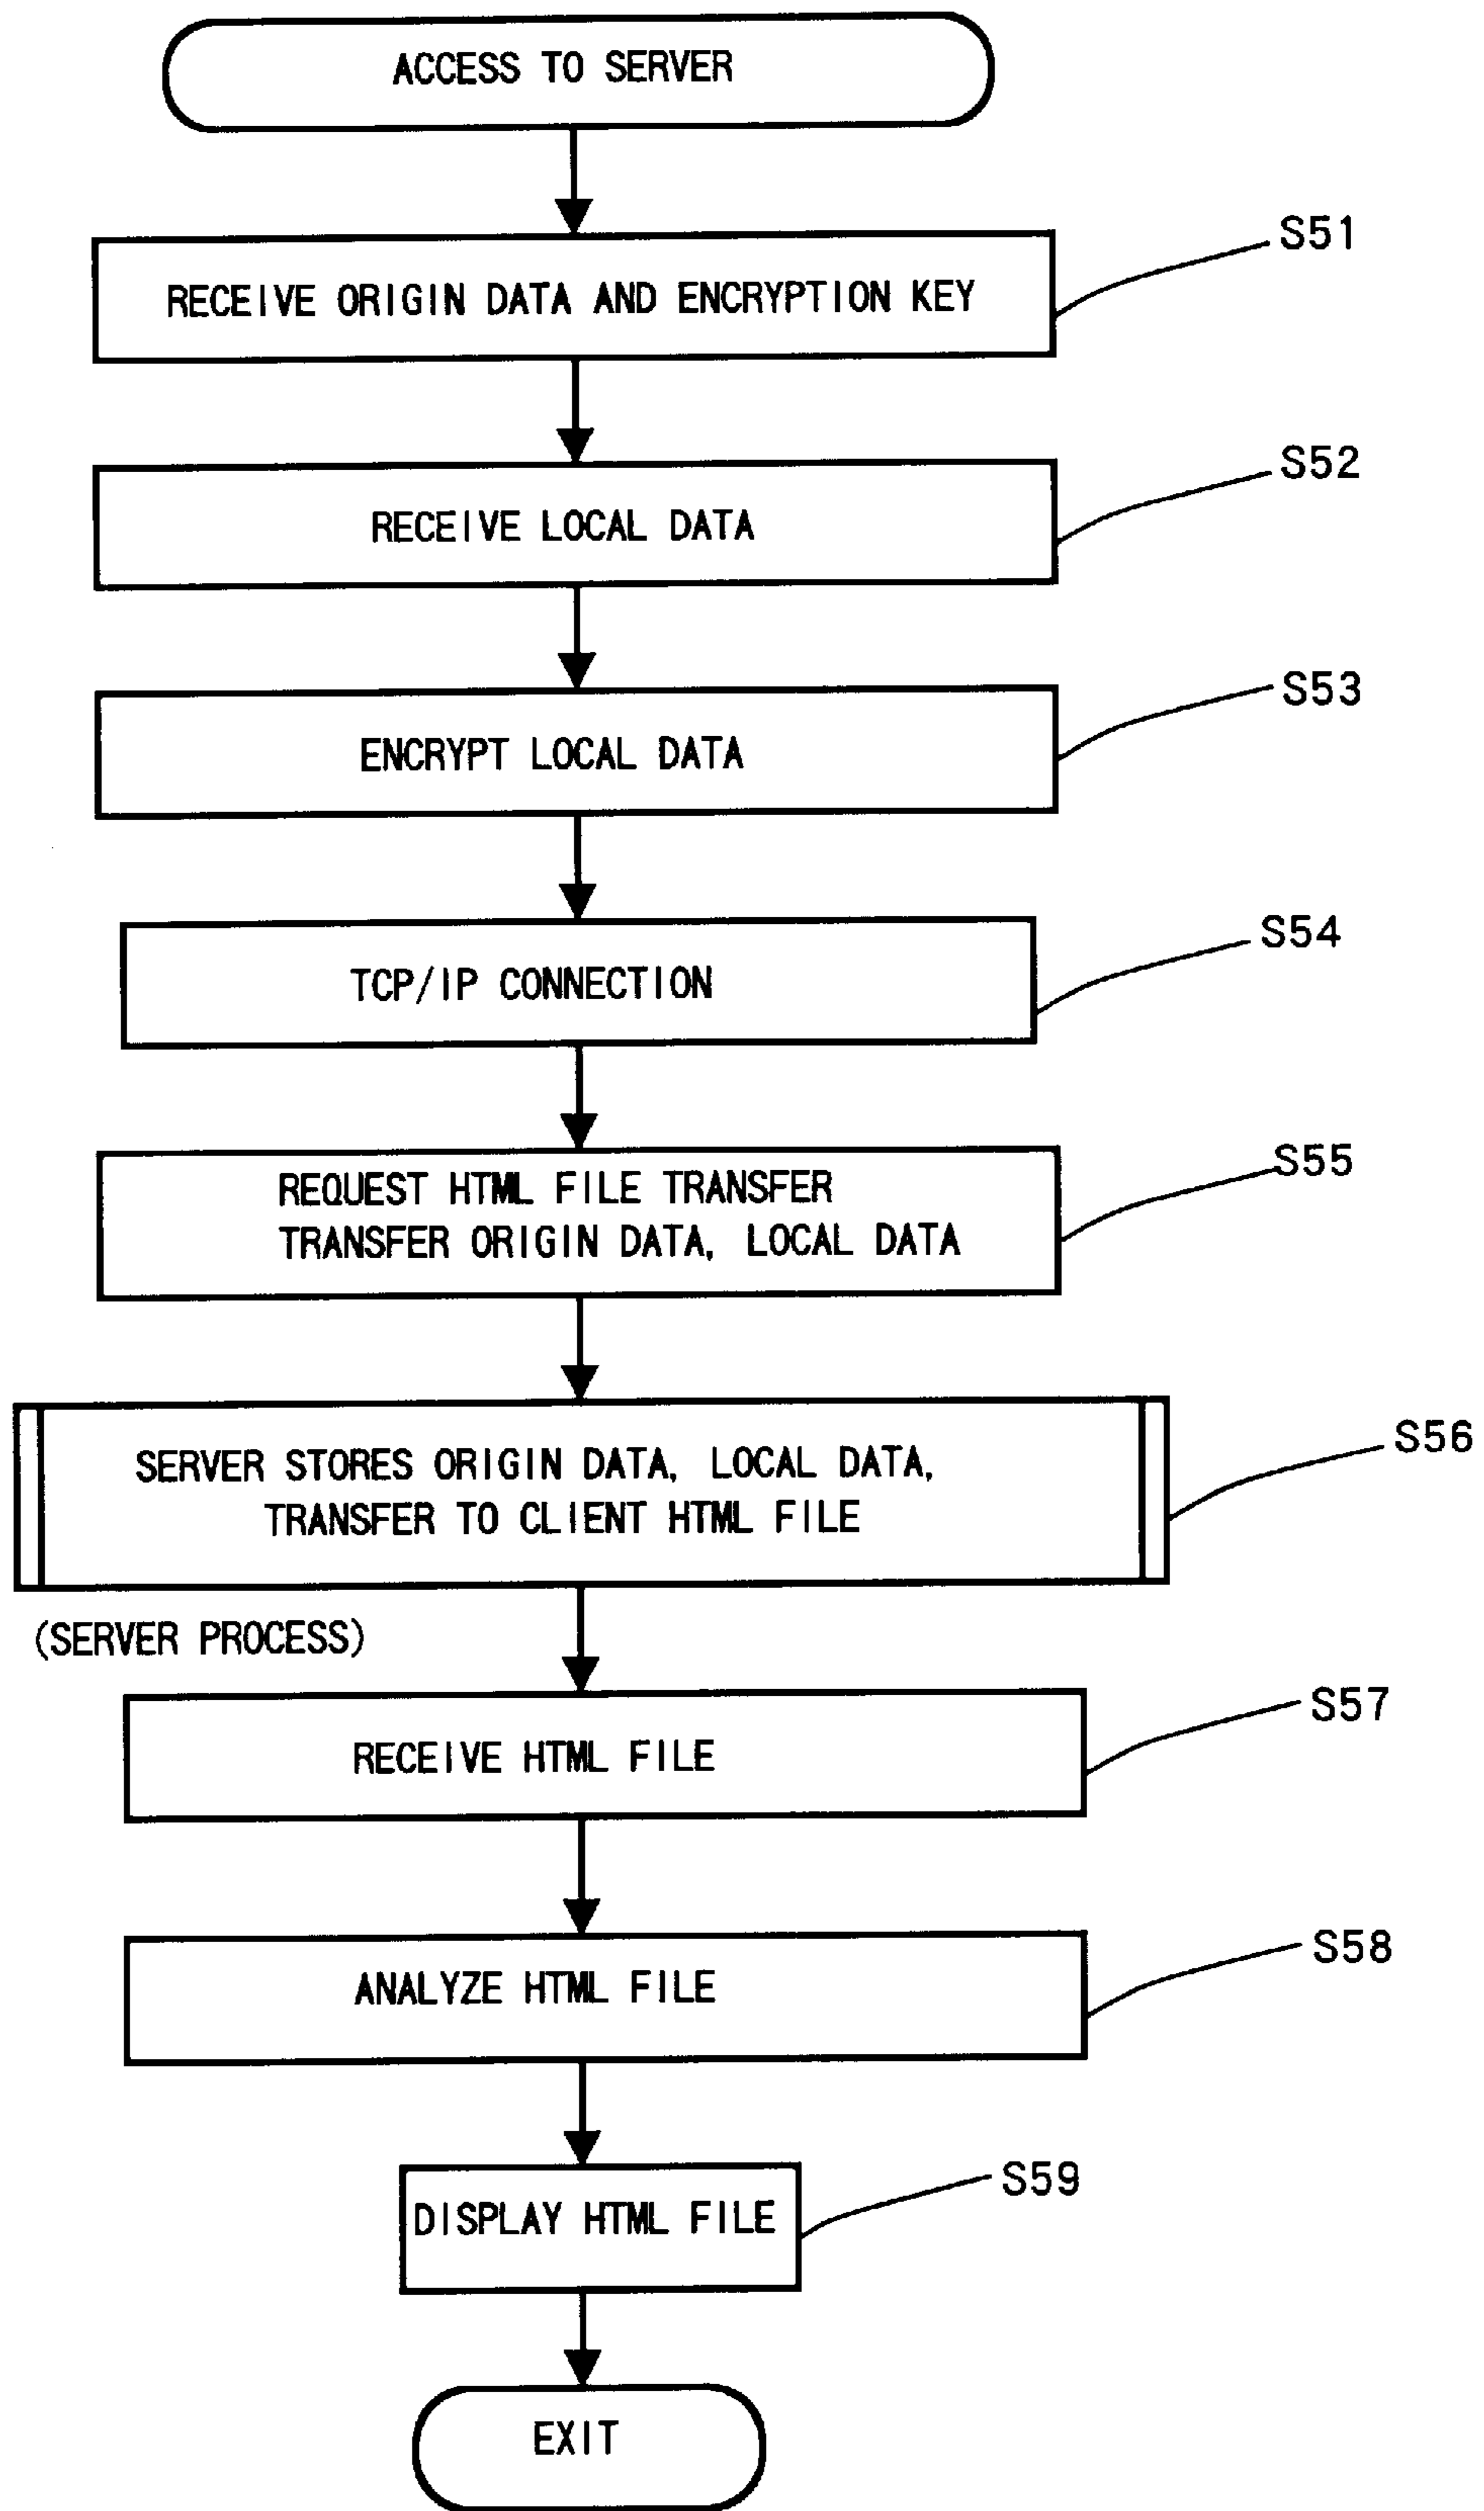 ACCESS TO SERVER
S51
RECEIVE ORIGIN DATA AND ENCRYPTION KEY
S52
RECEIVE LOCAL DATA
S53
ENCRYPT LOCAL DATA
S54
TCP/IP CONNECTION
S55
REQUEST HTML FILE TRANSFER
TRANSFER ORIGIN DATA, LOCAL DATA
S56
SERVER STORES ORIGIN DATA, LOCAL DATA,
TRANSFER TO CLIENT HTML FILE
(SERVER PROCESS)
S57
RECEIVE HTML FILE
S58
ANALYZE HTML FILE
S59
DISPLAY HTML FILE
EXIT